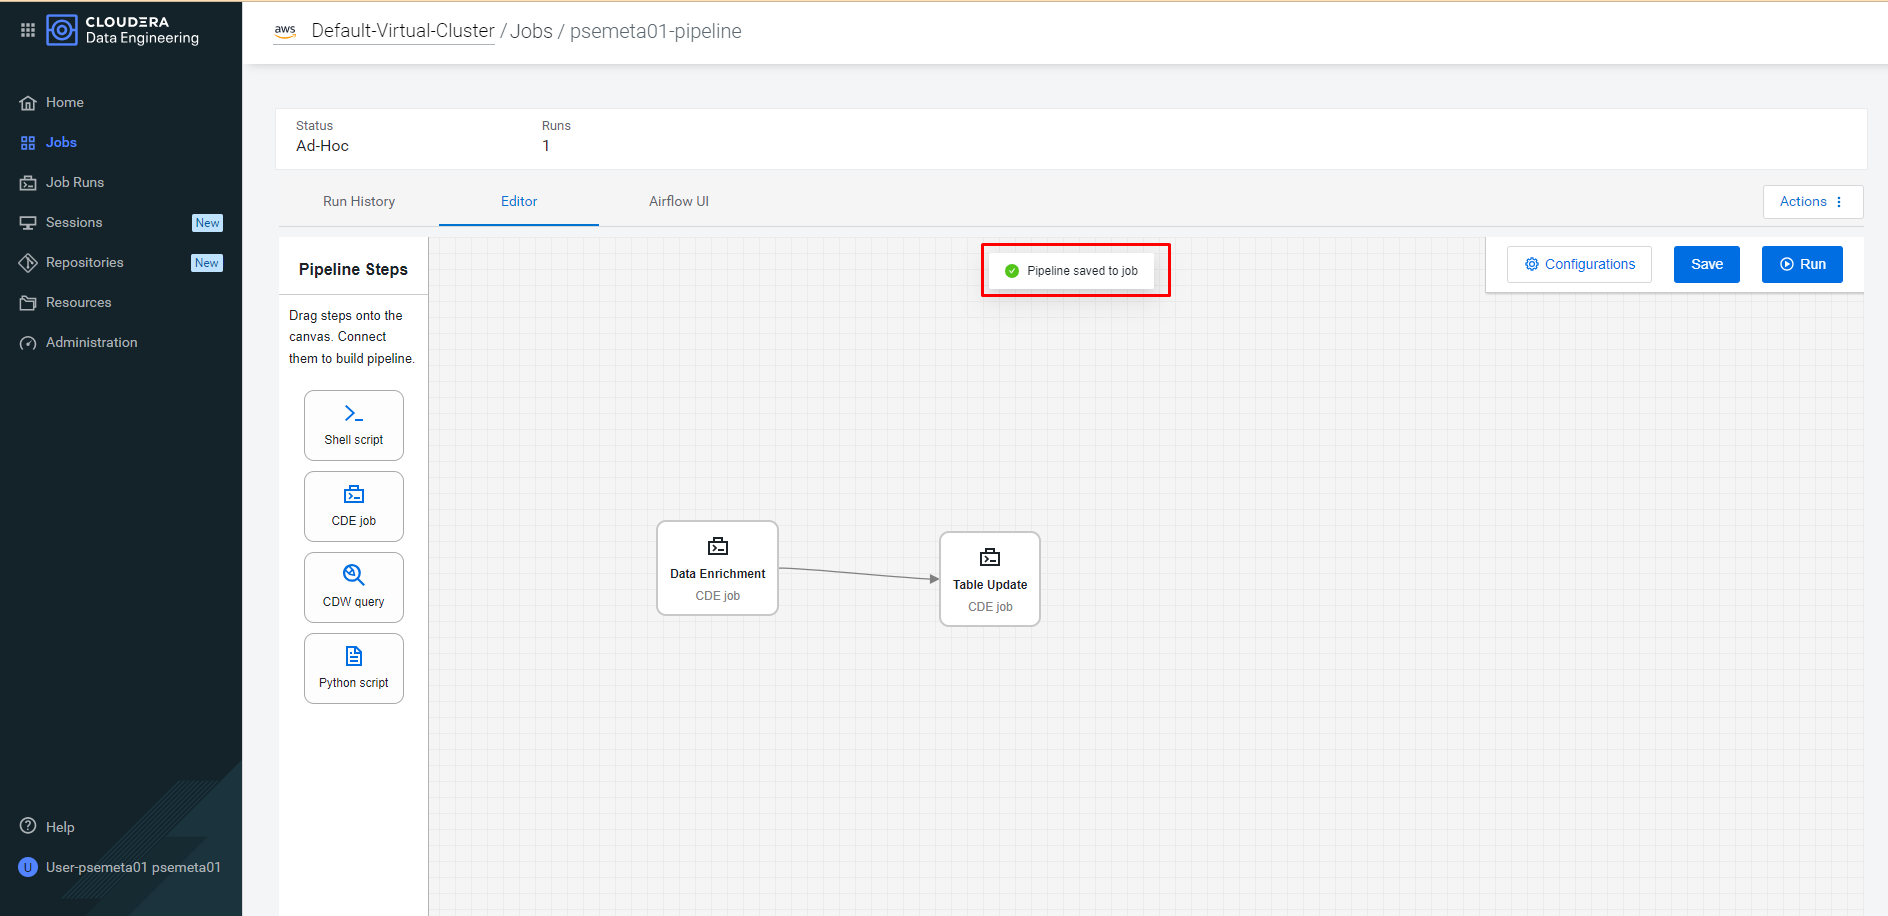 CLOUDERA
Data Engineering
Home
Jobs
Job Runs
Sessions New
Repositories New
Resources
Administration
Help
U User-psemeta01 psemeta01
aws Default-Virtual-Cluster / Jobs / psemeta01-pipeline
Status
Ad-Hoc
Runs
1
Run History Editor Airflow UI
Actions
Pipeline Steps
Drag steps onto the
canvas. Connect
them to build pipeline.
Shell script
CDE job
CDW query
Python script
Pipeline saved to job
Configurations Save Run
Data Enrichment
CDE job
Table Update
CDE job